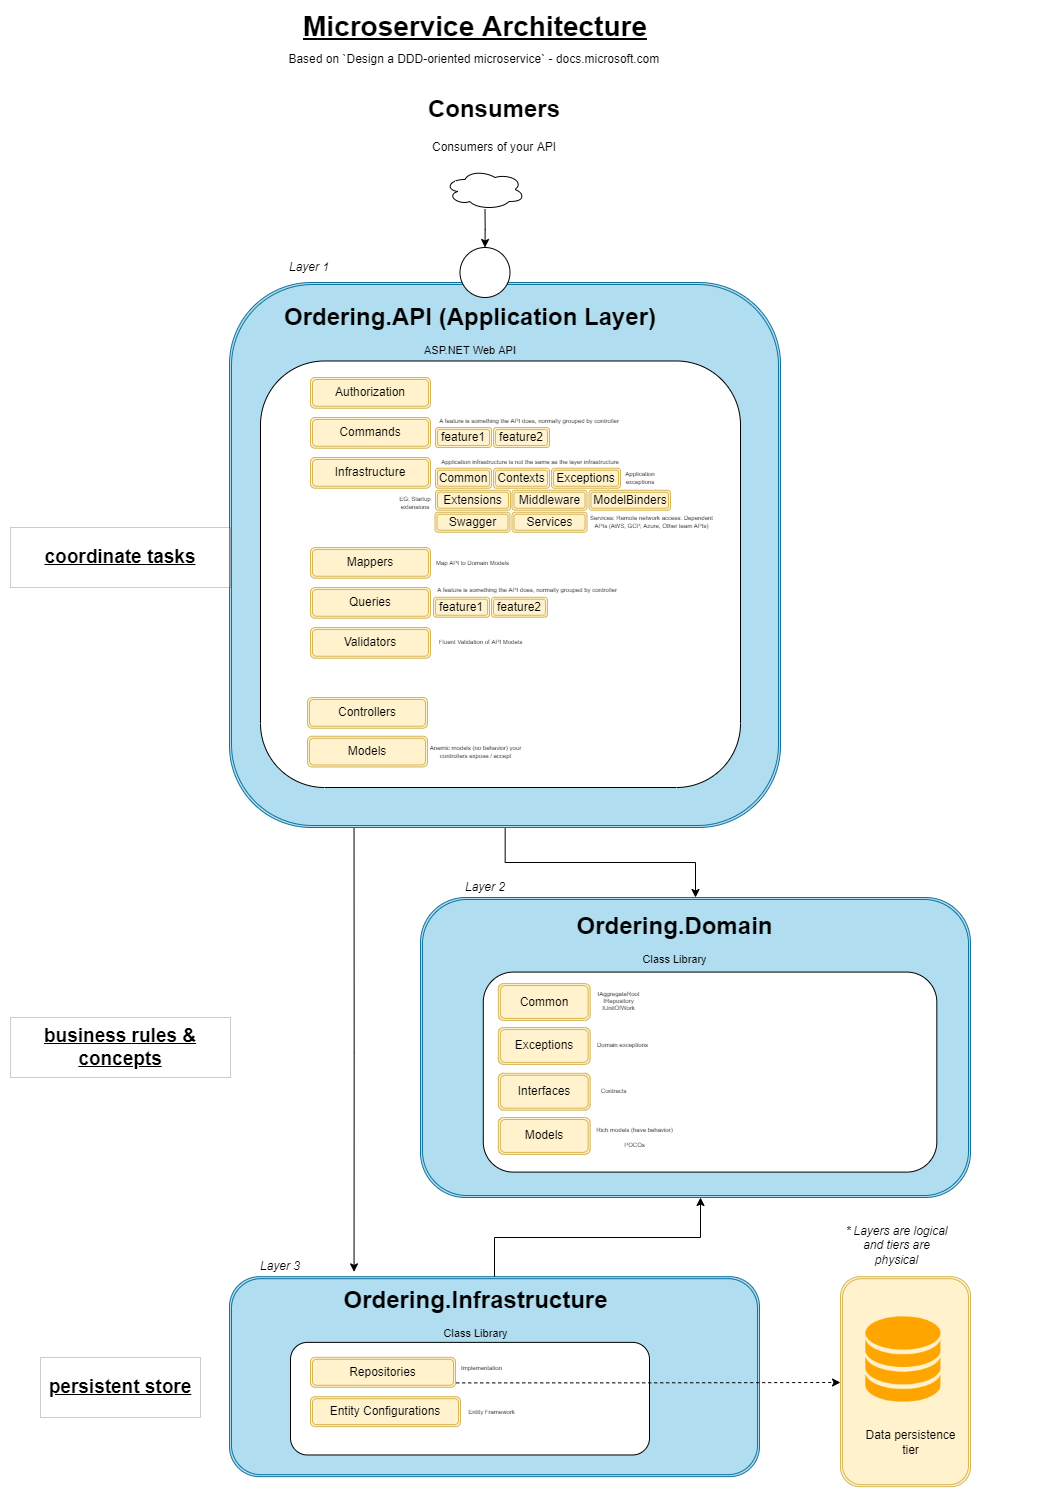 Microservice Architecture
Based on `Design a DDD-oriented microservice` - docs.microsoft.com
Consumers
Consumers of your API
Layer 1
Ordering.API (Application Layer)
ASP.NET Web API
Authorization
Commands
A feature is something the API does, normally grouped by controller
feature1
feature2
Infrastructure
Application infrastructure is not the same as the layer infrastructure
Common
Contexts
Exceptions
Application
exceptions
EG: Startup
extensions
Extensions
Middleware
ModelBinders
Swagger
Services
Services: Remote network access: Dependent
APIs (AWS, GCP, Azure, Other team APIs)
coordinate tasks
Mappers
Map API to Domain Models
Queries
A feature is something the API does, normally grouped by controller
feature1
feature2
Validators
Fluent Validation of API Models
Controllers
Models
Anemic models (no behavior) your
controllers expose / accept
Layer 2
Ordering.Domain
Class Library
Common
IAggregateRoot
IRepository
IUnitOfWork
Exceptions
Domain exceptions
business rules &
concepts
Interfaces
Contracts
Models
Rich models (have behavior)
POCOs
* Layers are logical
and tiers are
physical
Layer 3
Ordering.Infrastructure
Class Library
Repositories
Implementation
persistent store
Entity Configurations
Entity Framework
Data persistence
tier